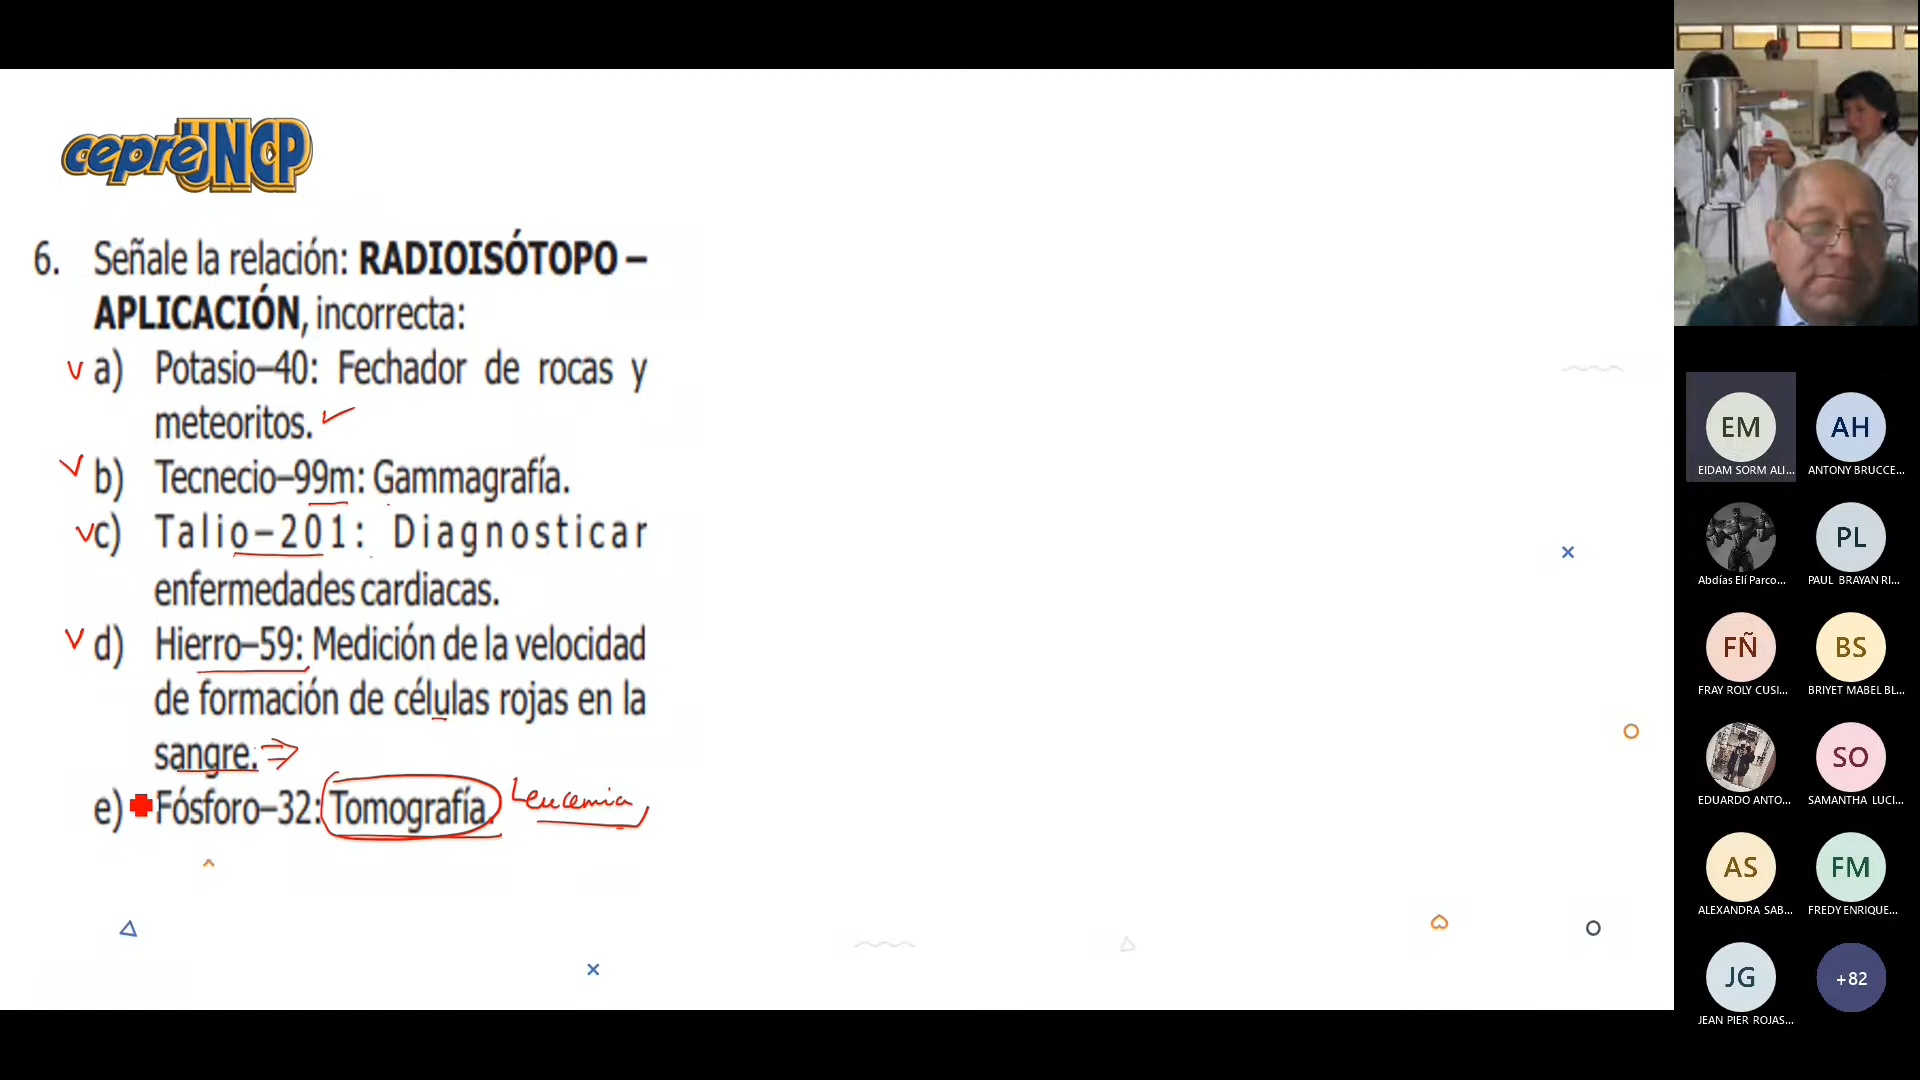 cepreUNCP
6. Señale la relación: RADIOISÓTOPO –
APLICACIÓN, incorrecta:
V a) Potasio–40: Fechador de rocas y
meteoritos. ✓
V b) Tecnecio–99m: Gammagrafía.
V c) Talio–201: Diagnosticar
enfermedades cardiacas.
V d) Hierro–59: Medición de la velocidad
de formación de células rojas en la
sangre. ⇒
e) Fósforo–32: Tomografía. Leucemia,
EM
EIDAM SORM ALI...
AH
ANTONY BRUCCE...
Abdías Elí Parco...
PL
PAUL BRAYAN RI...
FÑ
FRAY ROLY CUSI...
BS
BRIYET MABEL BL...
EDUARDO ANTO...
SO
SAMANTHA LUCI...
AS
ALEXANDRA SAB...
FM
FREDY ENRIQUE...
JG
JEAN PIER ROJAS...
+82